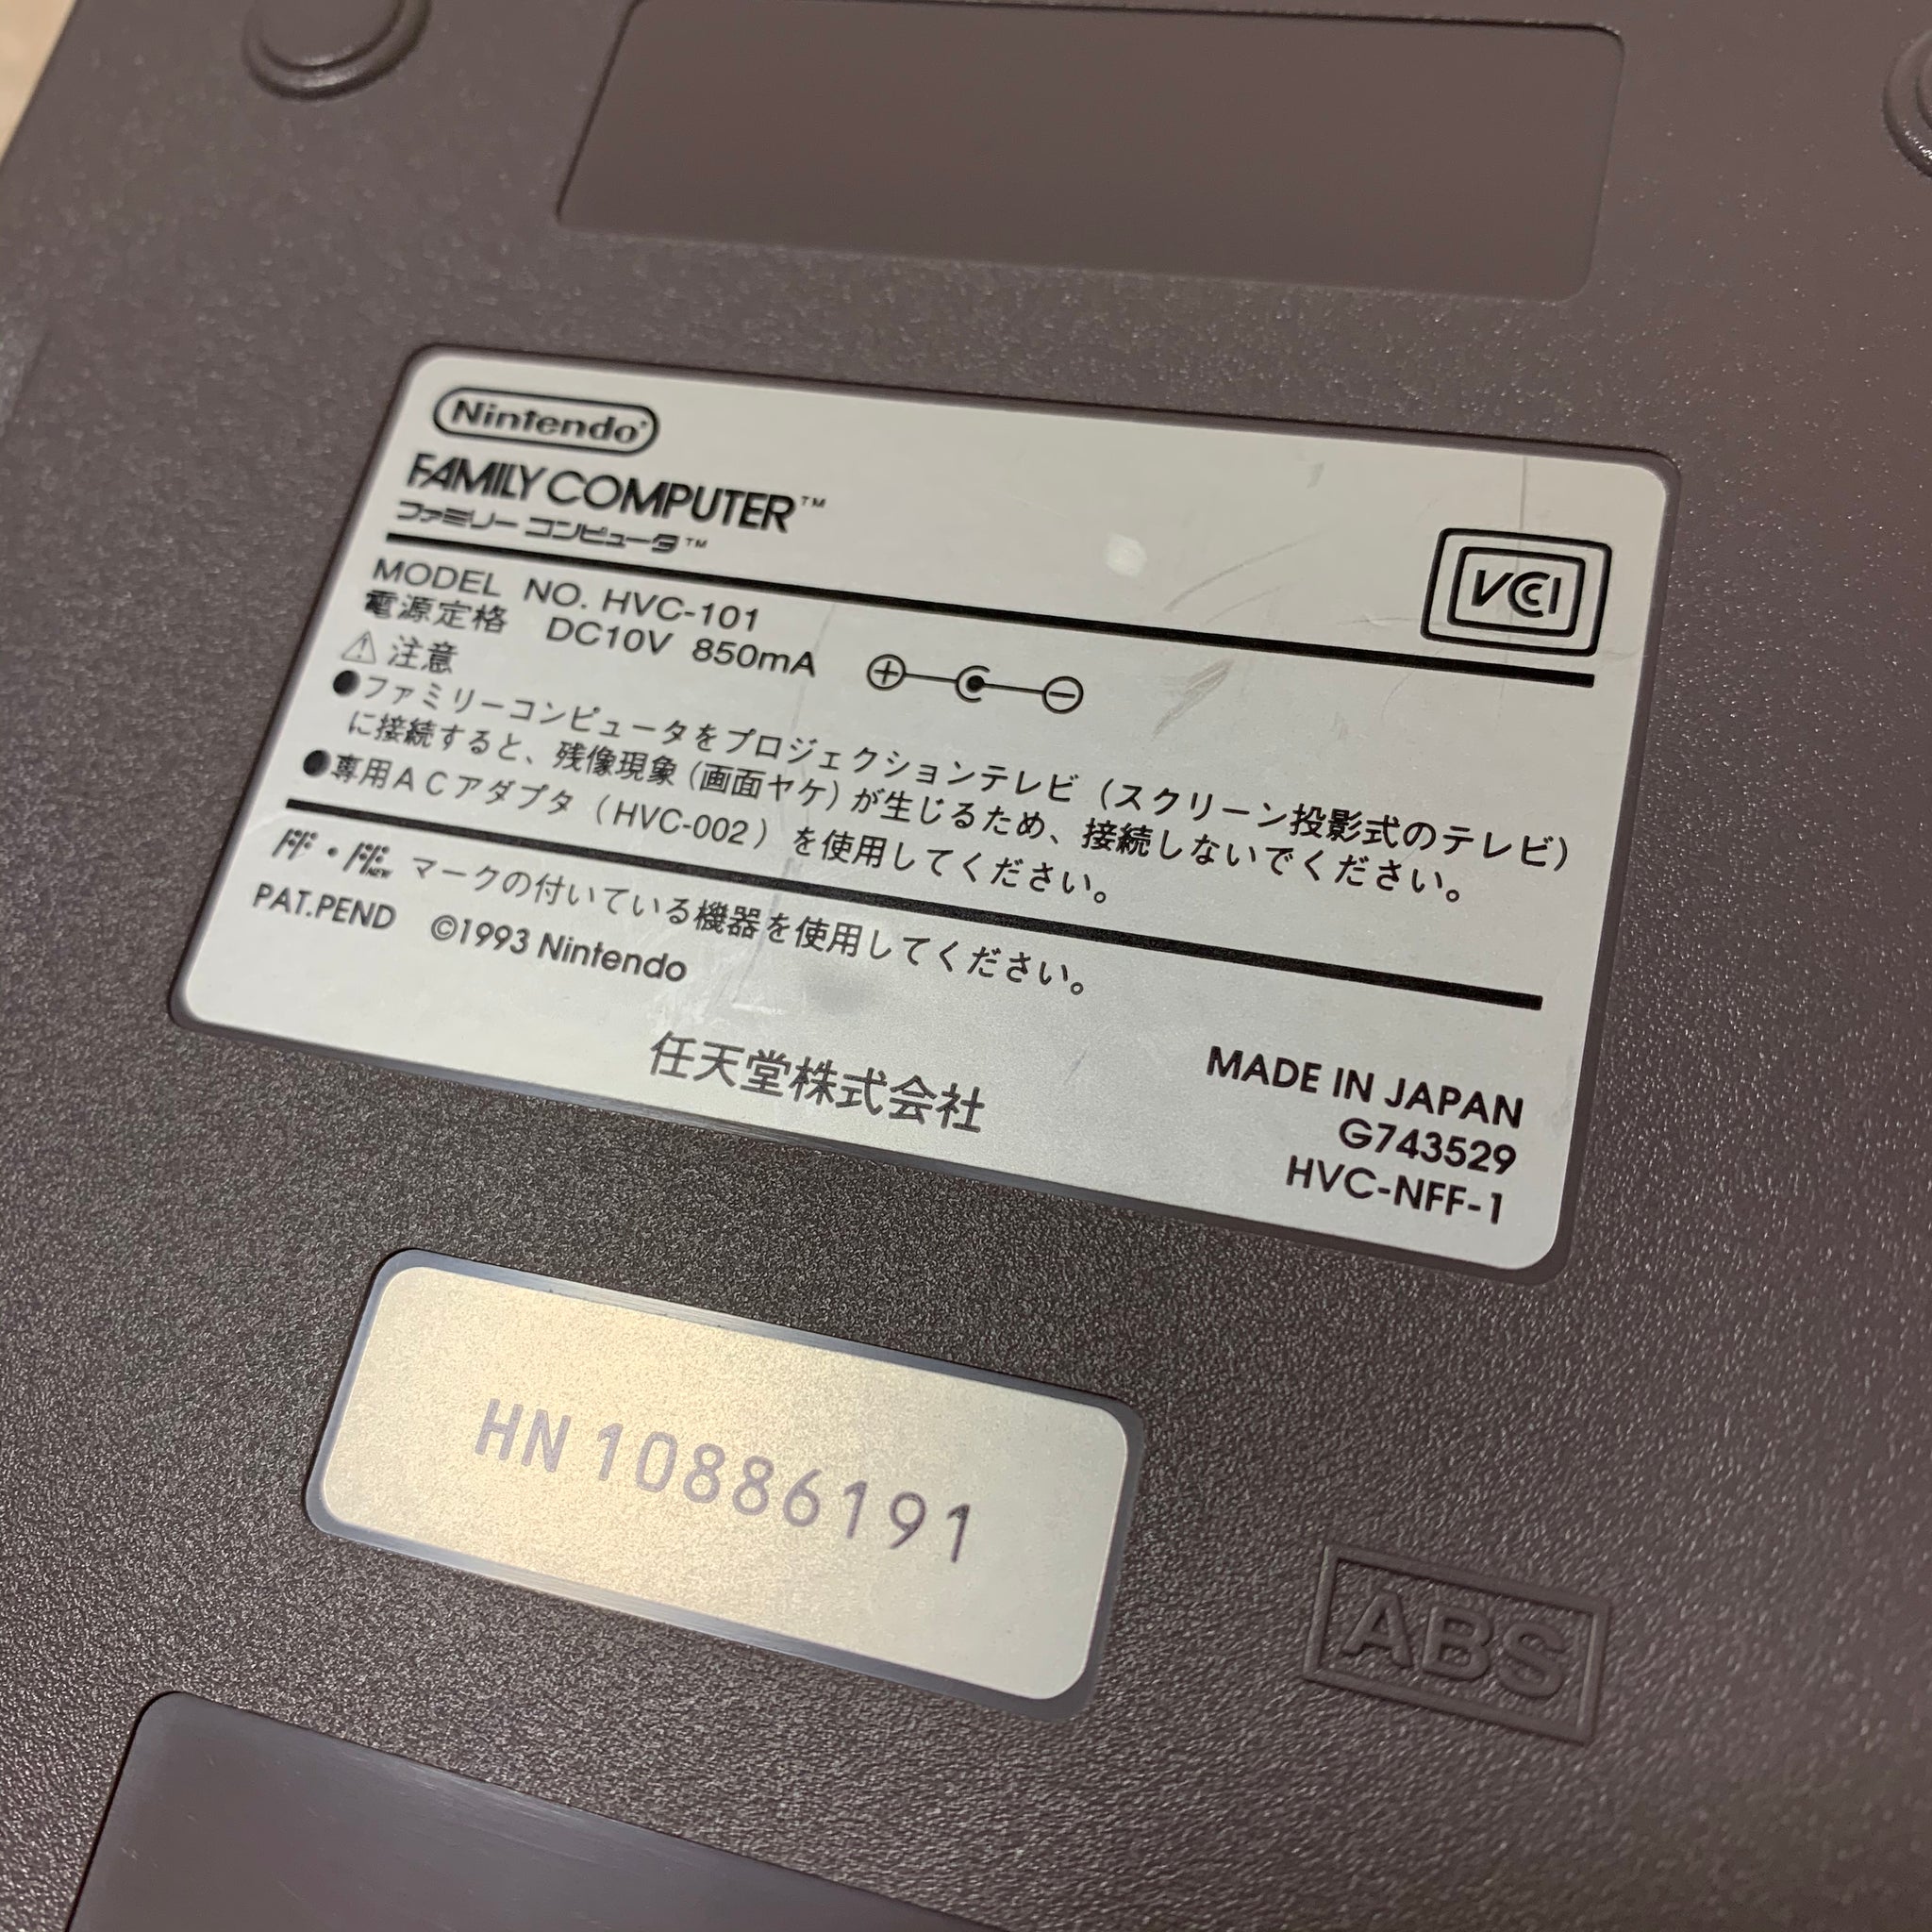 Nintendo®
FAMILY COMPUTER™
ファミリー コンピュータ™
VCCI
MODEL NO. HVC-101
電源定格 DC10V 850mA
⚠注意
●ファミリーコンピュータをプロジェクションテレビ(スクリーン投影式のテレビ)
に接続すると、残像現象(画面ヤケ)が生じるため、接続しないでください。
●専用ACアダプタ(HVC-002)を使用してください。
FF・FF NEW マークの付いている機器を使用してください。
PAT.PEND ©1993 Nintendo
任天堂株式会社
MADE IN JAPAN
G743529
HVC-NFF-1
HN 10886191
ABS